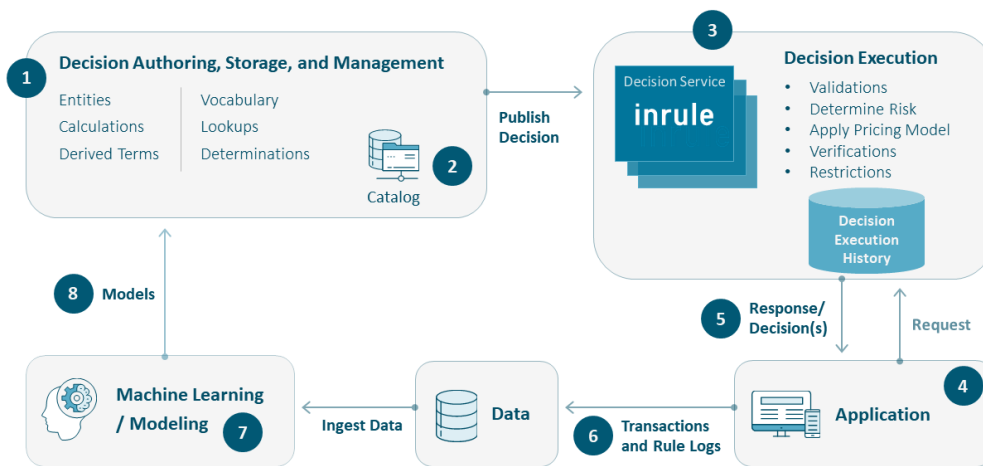 1
Decision Authoring, Storage, and Management
Entities
Calculations
Derived Terms
Vocabulary
Lookups
Determinations
2
Catalog
Publish
Decision
3
Decision Service
inrule
Decision Execution
• Validations
• Determine Risk
• Apply Pricing Model
• Verifications
• Restrictions
Decision
Execution
History
8
Models
5
Response/
Decision(s)
Request
Machine Learning
/ Modeling
7
Ingest Data
Data
6
Transactions
and Rule Logs
4
Application